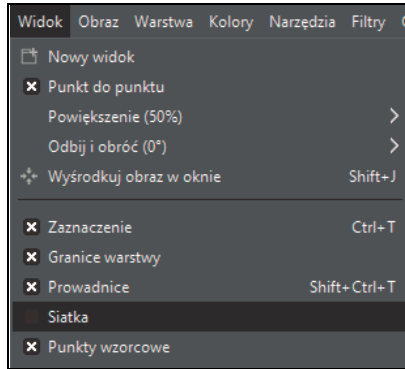 Widok Obraz Warstwa Kolory Narzędzia Filtry
Nowy widok
Punkt do punktu
Powiększenie (50%)
Odbij i obróć (0°)
Wyśrodkuj obraz w oknie Shift+J
Zaznaczenie Ctrl+T
Granice warstwy
Prowadnice Shift+Ctrl+T
Siatka
Punkty wzorcowe